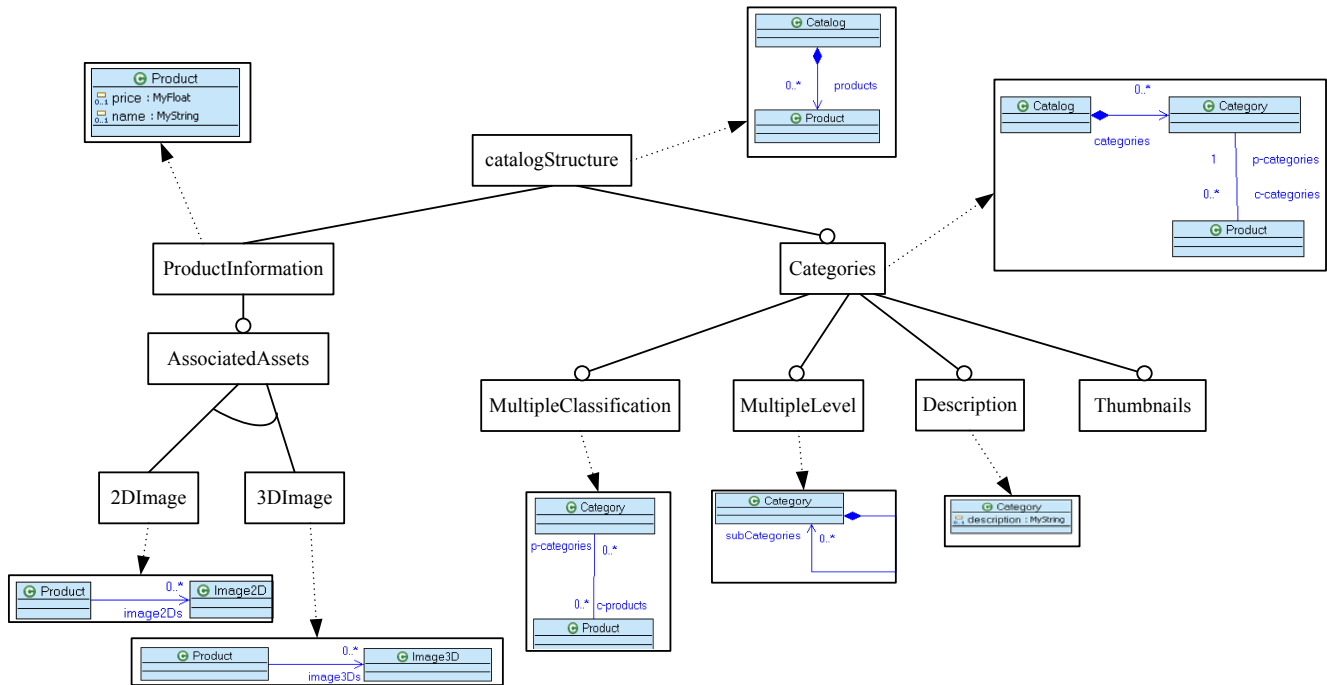 Catalog
0..*
products
Product
Product
0..1 price : MyFloat
0..1 name : MyString
Catalog
0..*
Category
categories
1
p-categories
0..*
c-categories
Product
catalogStructure
ProductInformation
Categories
AssociatedAssets
MultipleClassification
MultipleLevel
Description
Thumbnails
2DImage
3DImage
Category
p-categories
0..*
0..*
c-products
Product
Category
subCategories
0..*
Category
0..1 description : MyString
Product
0..*
image2Ds
Image2D
Product
0..*
image3Ds
Image3D